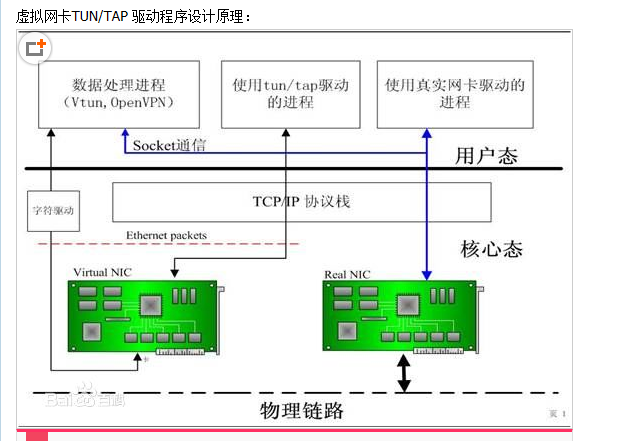 虚拟网卡TUN/TAP 驱动程序设计原理：
数据处理进程
（Vtun,OpenVPN）
使用tun/tap驱动
的进程
使用真实网卡驱动的
进程
Socket通信
用户态
字符驱动
TCP/IP 协议栈
Ethernet packets
核心态
Virtual NIC
Real NIC
卡
Bai百科
物理链路
页 1